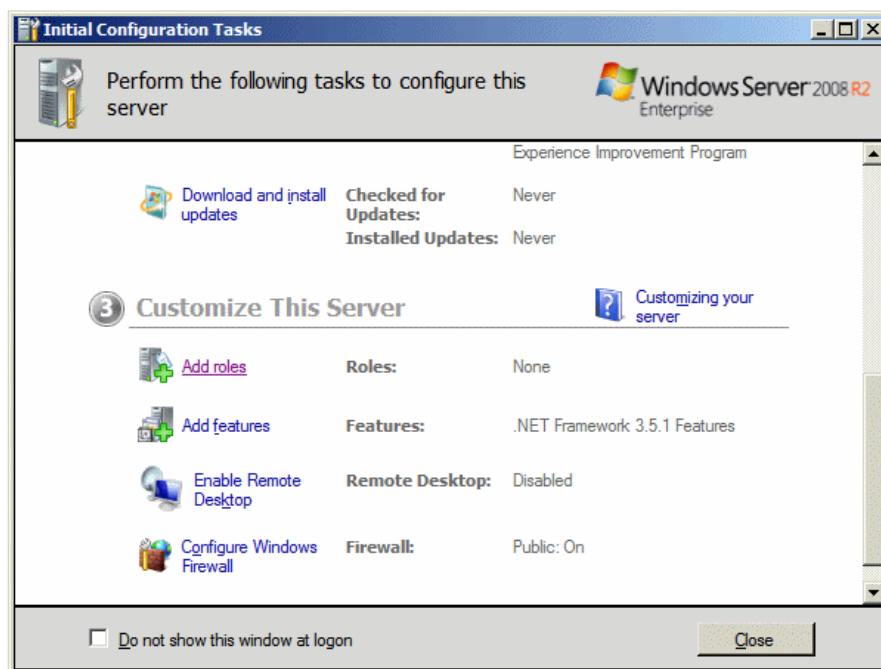 Initial Configuration Tasks
Perform the following tasks to configure this
server
Windows Server 2008 R2
Enterprise
Experience Improvement Program
Download and install
updates
Checked for
Updates:
Never
Installed Updates: Never
3 Customize This Server
Customizing your
server
Add roles
Roles:
None
Add features
Features:
.NET Framework 3.5.1 Features
Enable Remote
Desktop
Remote Desktop:
Disabled
Configure Windows
Firewall
Firewall:
Public: On
Do not show this window at logon
Close